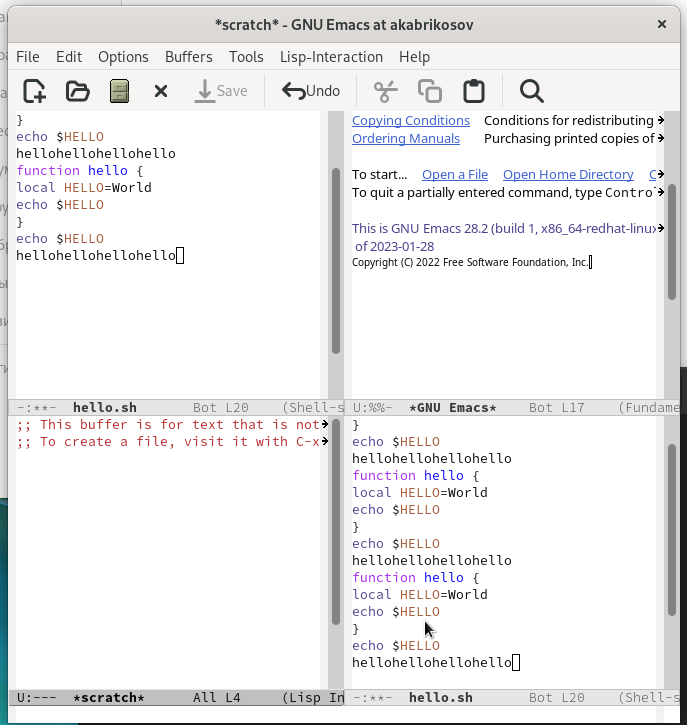 *scratch* - GNU Emacs at akabrikosov
File Edit Options Buffers Tools Lisp-Interaction Help
Save Undo
}
echo $HELLO
hellohellohellohello
function hello {
local HELLO=World
echo $HELLO
}
echo $HELLO
hellohellohellohello
-:**- hello.sh Bot L20 (Shell-s
Copying Conditions Conditions for redistributing
Ordering Manuals Purchasing printed copies of
To start... Open a File Open Home Directory C
To quit a partially entered command, type Contro
This is GNU Emacs 28.2 (build 1, x86_64-redhat-linux
of 2023-01-28
Copyright (C) 2022 Free Software Foundation, Inc.
U:%%- *GNU Emacs* Bot L17 (Fundame
;; This buffer is for text that is not
;; To create a file, visit it with C-x
U:--- *scratch* All L4 (Lisp In
}
echo $HELLO
hellohellohellohello
function hello {
local HELLO=World
echo $HELLO
}
echo $HELLO
hellohellohellohello
function hello {
local HELLO=World
echo $HELLO
}
echo $HELLO
hellohellohellohello
-:**- hello.sh Bot L20 (Shell-s